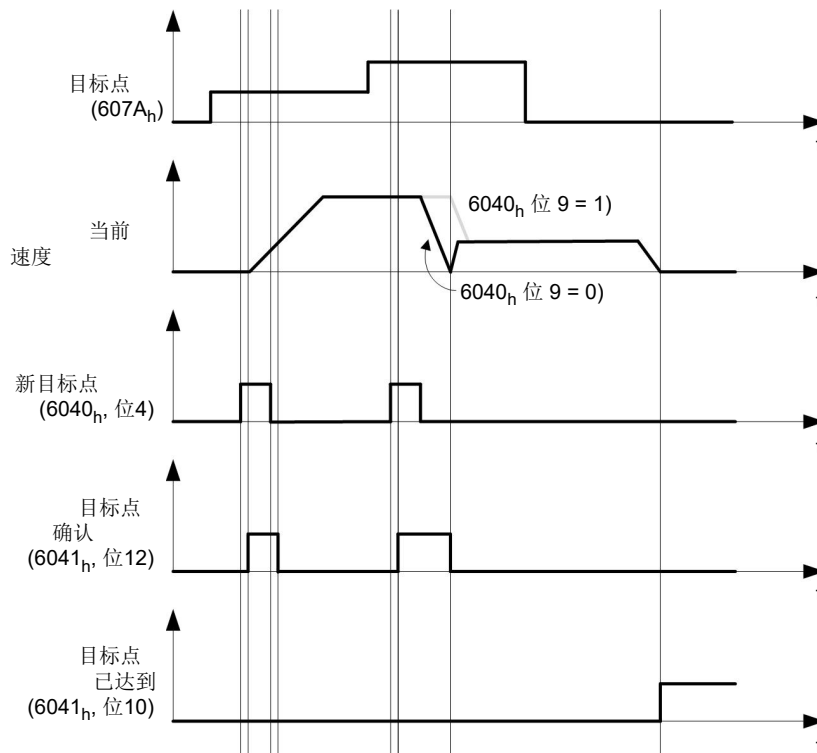 目标点
(607Aₕ)
6040ₕ 位 9 = 1)
当前
速度
6040ₕ 位 9 = 0)
新目标点
(6040ₕ, 位4)
目标点
确认
(6041ₕ, 位12)
目标点
已达到
(6041ₕ, 位10)